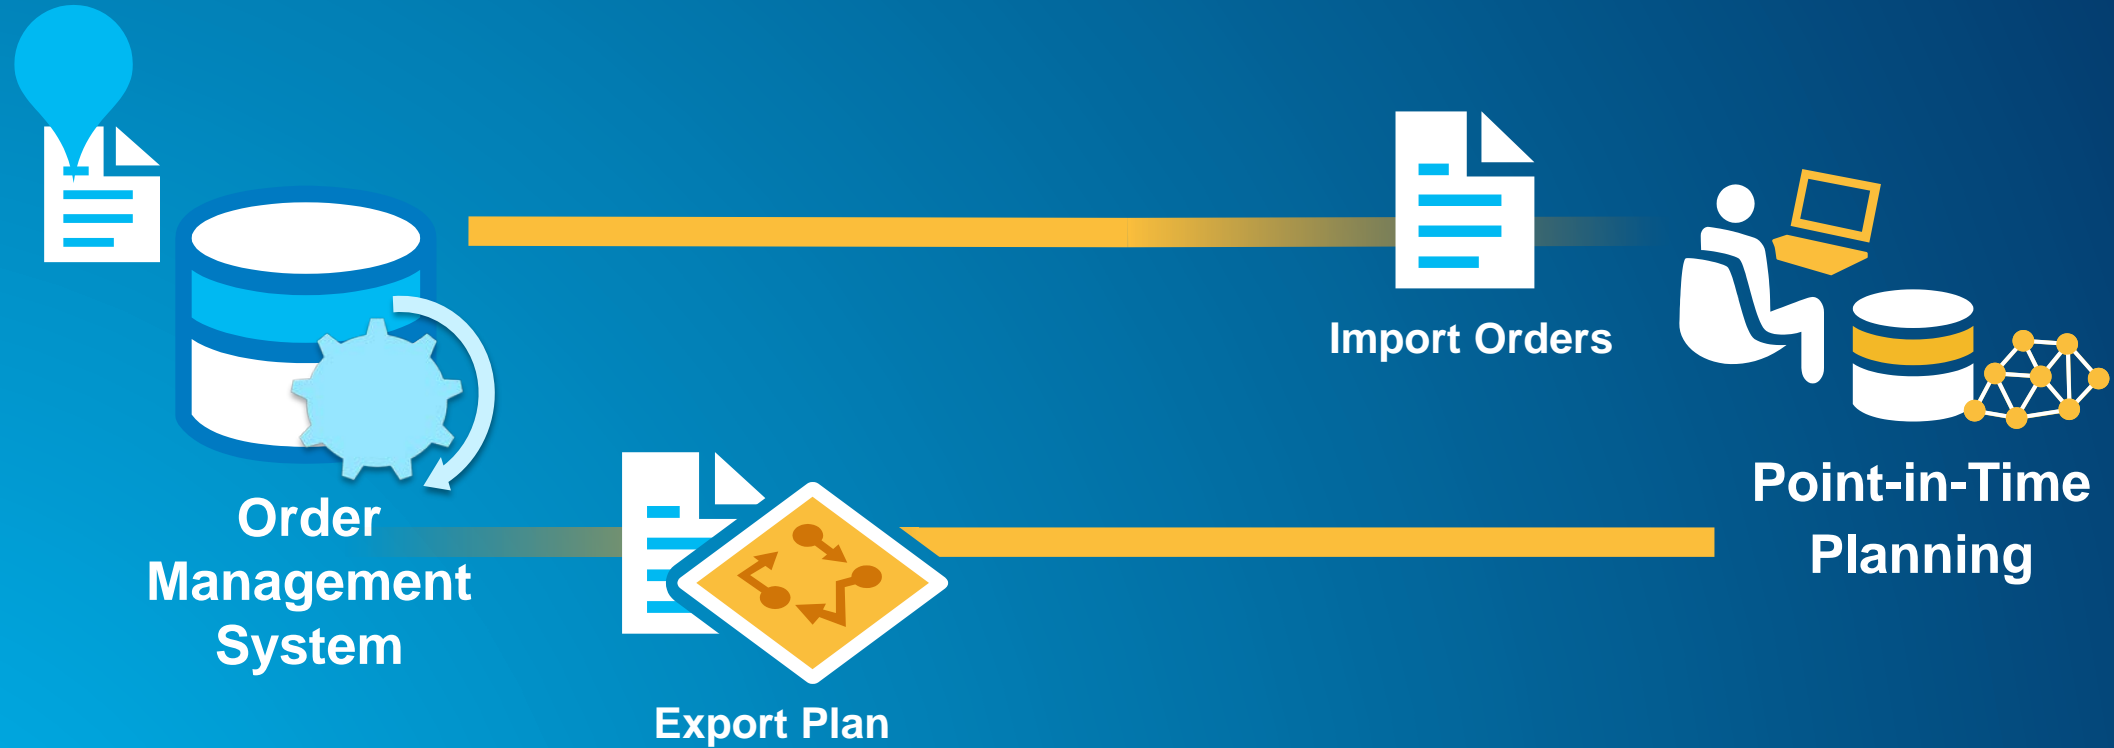 Import Orders
Order
Management
System
Point-in-Time
Planning
Export Plan